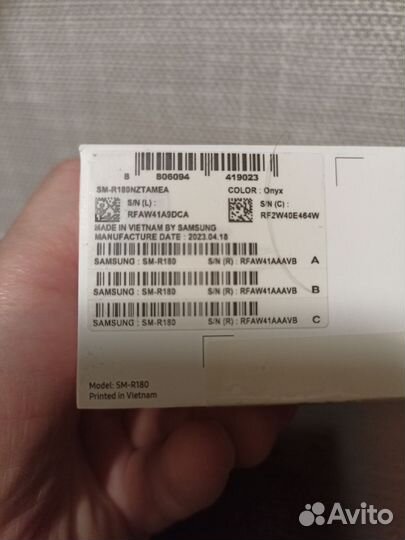 8 806094 419023
SM-R180NZTAMEA COLOR : Onyx
S/N (L) : S/N (C) :
RFAW41A9DCA RF2W40E464W
MADE IN VIETNAM BY SAMSUNG
MANUFACTURE DATE : 2023.04.18
SAMSUNG : SM-R180 S/N (R) : RFAW41AAAVB A
SAMSUNG : SM-R180 S/N (R) : RFAW41AAAVB B
SAMSUNG : SM-R180 S/N (R) : RFAW41AAAVB C
Model: SM-R180
Printed in Vietnam
Avito